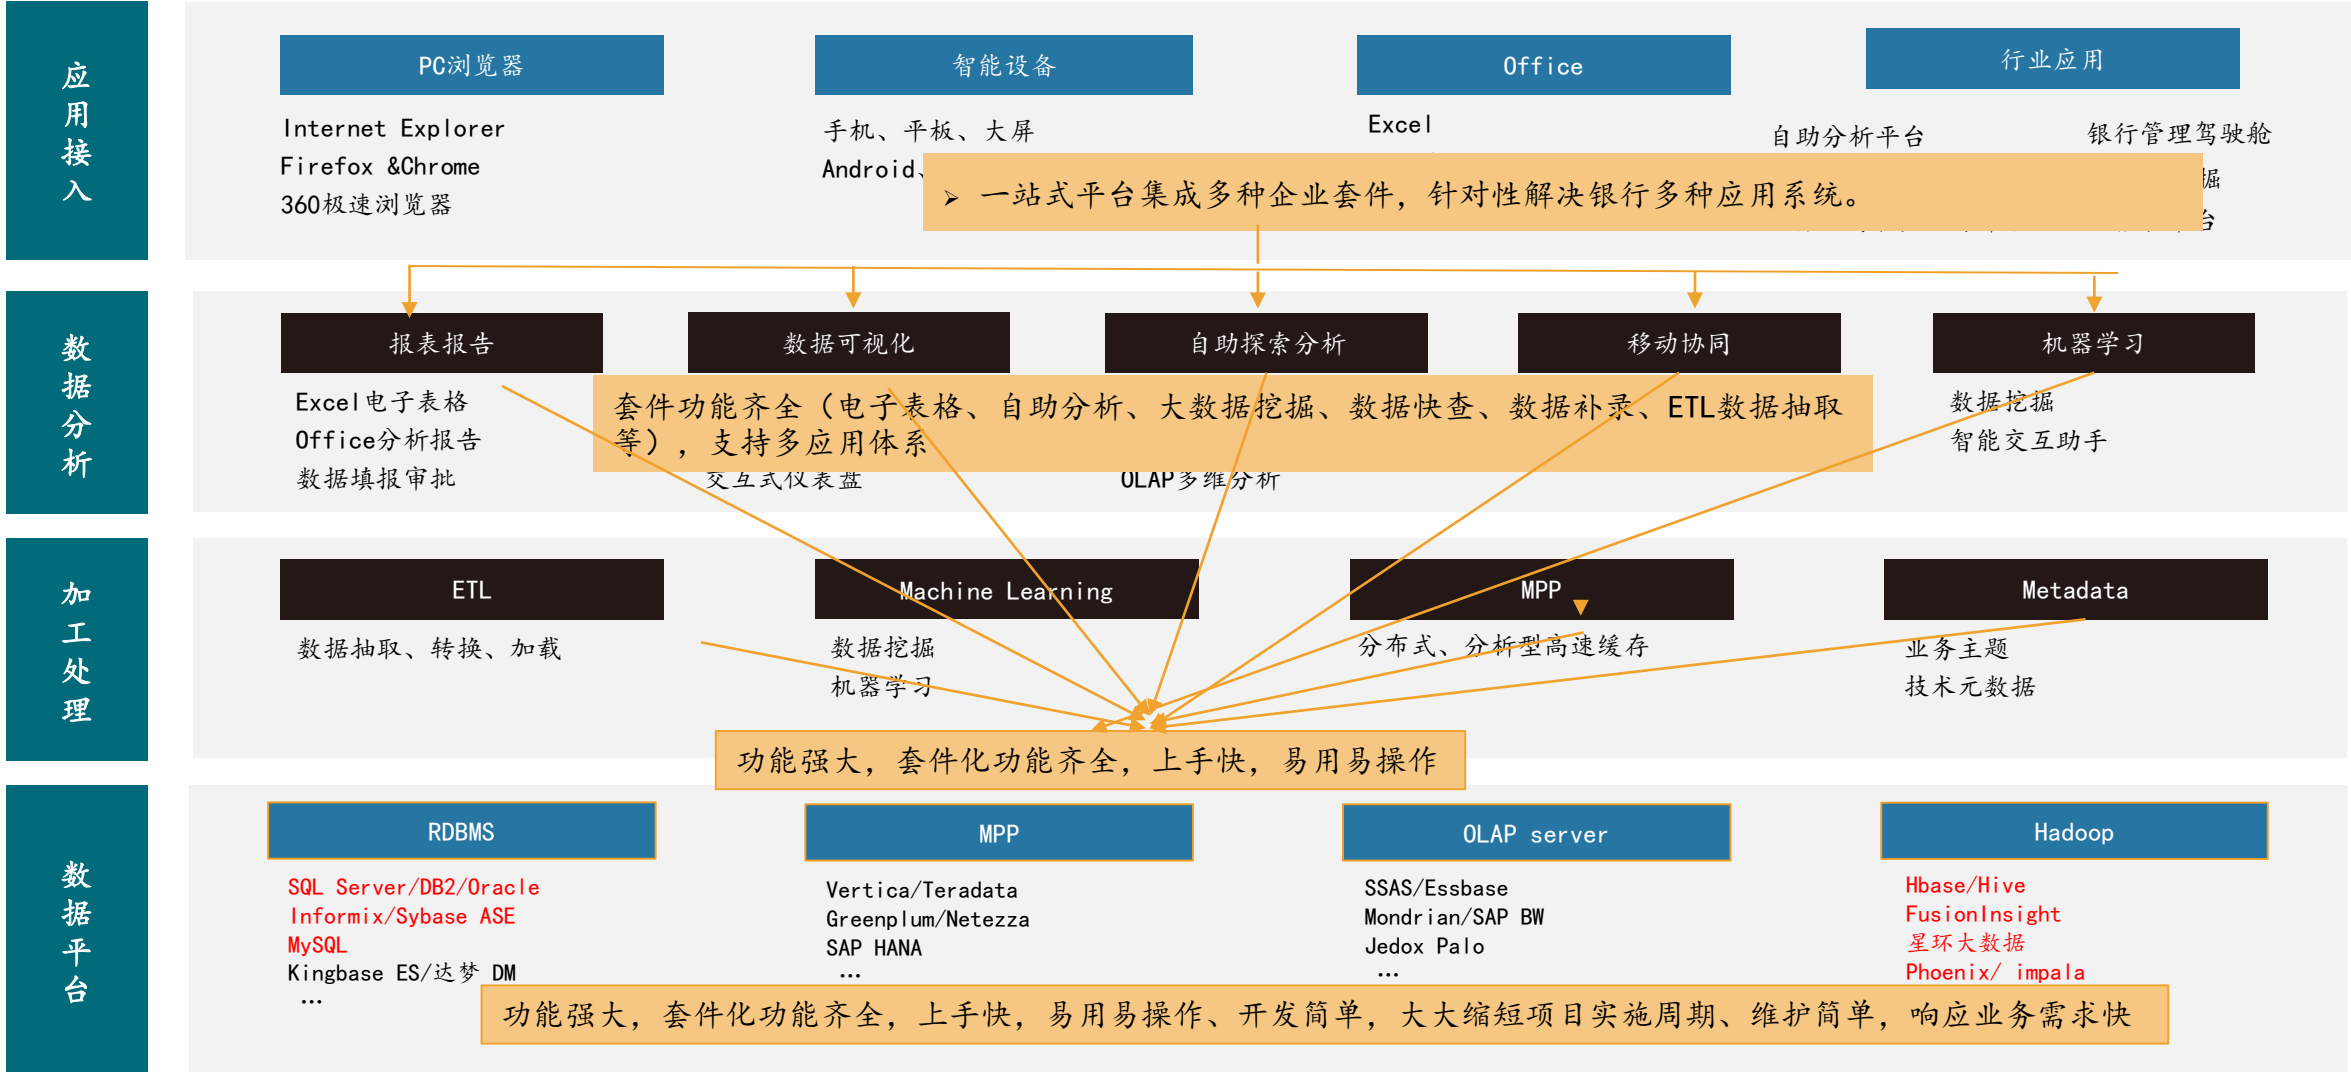 应用接入
PC浏览器
Internet Explorer
Firefox &Chrome
360极速浏览器
智能设备
手机、平板、大屏
Android、
Office
Excel
行业应用
自助分析平台
银行管理驾驶舱
掘
台
➢ 一站式平台集成多种企业套件，针对性解决银行多种应用系统。
数据分析
报表报告
Excel电子表格
Office分析报告
数据填报审批
数据可视化
交互式仪表盘
自助探索分析
OLAP多维分析
移动协同
机器学习
数据挖掘
智能交互助手
套件功能齐全（电子表格、自助分析、大数据挖掘、数据快查、数据补录、ETL数据抽取
等），支持多应用体系
加工处理
ETL
数据抽取、转换、加载
Machine Learning
数据挖掘
机器学习
MPP
分布式、分析型高速缓存
Metadata
业务主题
技术元数据
功能强大，套件化功能齐全，上手快，易用易操作
数据平台
RDBMS
SQL Server/DB2/Oracle
Informix/Sybase ASE
MySQL
Kingbase ES/达梦 DM
…
MPP
Vertica/Teradata
Greenplum/Netezza
SAP HANA
…
OLAP server
SSAS/Essbase
Mondrian/SAP BW
Jedox Palo
…
Hadoop
Hbase/Hive
FusionInsight
星环大数据
Phoenix/ impala
功能强大，套件化功能齐全，上手快，易用易操作、开发简单，大大缩短项目实施周期、维护简单，响应业务需求快